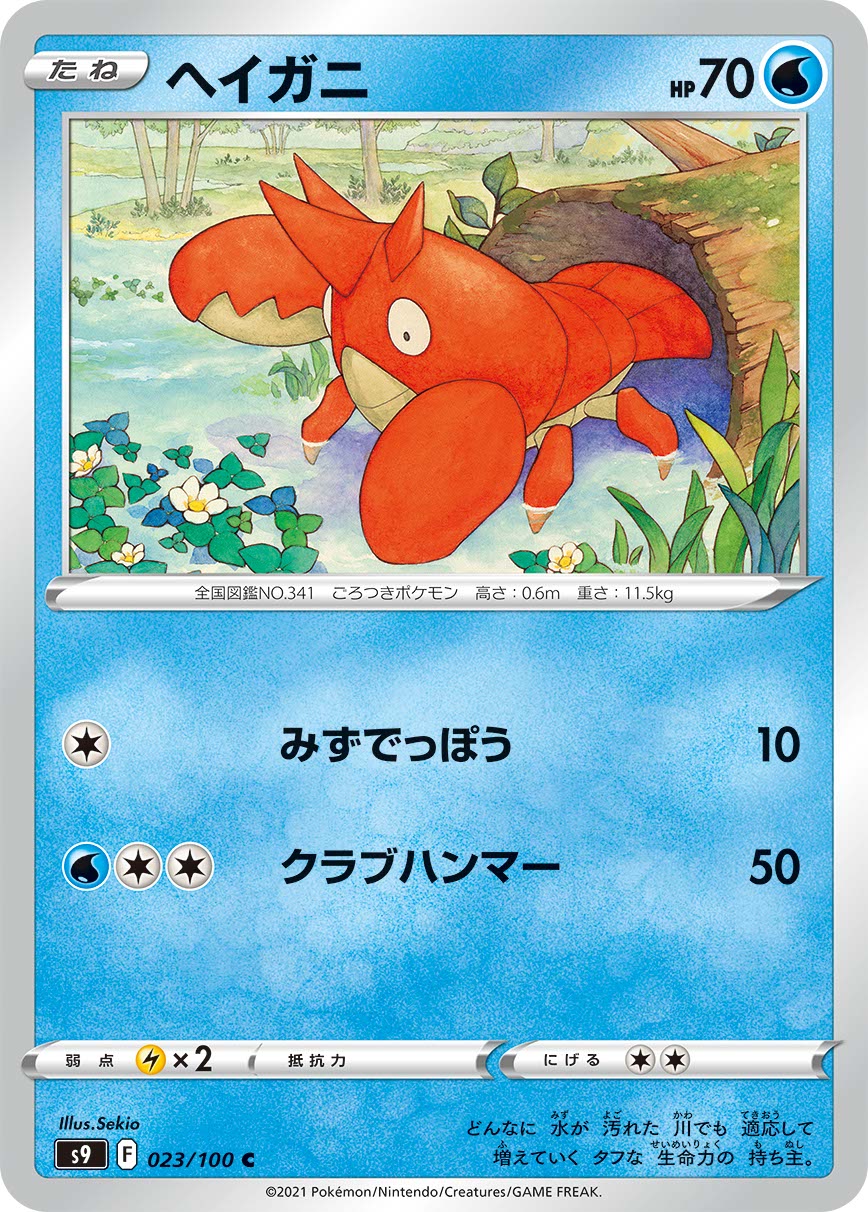 たね ヘイガニ HP70
全国図鑑NO.341 ごろつきポケモン 高さ:0.6m 重さ:11.5kg
みずでっぽう 10
クラブハンマー 50
弱点 ×2 抵抗力 にげる
Illus.Sekio
どんなに 水が 汚れた 川でも 適応して
増えていく タフな 生命力の 持ち主。
s9 F 023/100 C
©2021 Pokémon/Nintendo/Creatures/GAME FREAK.